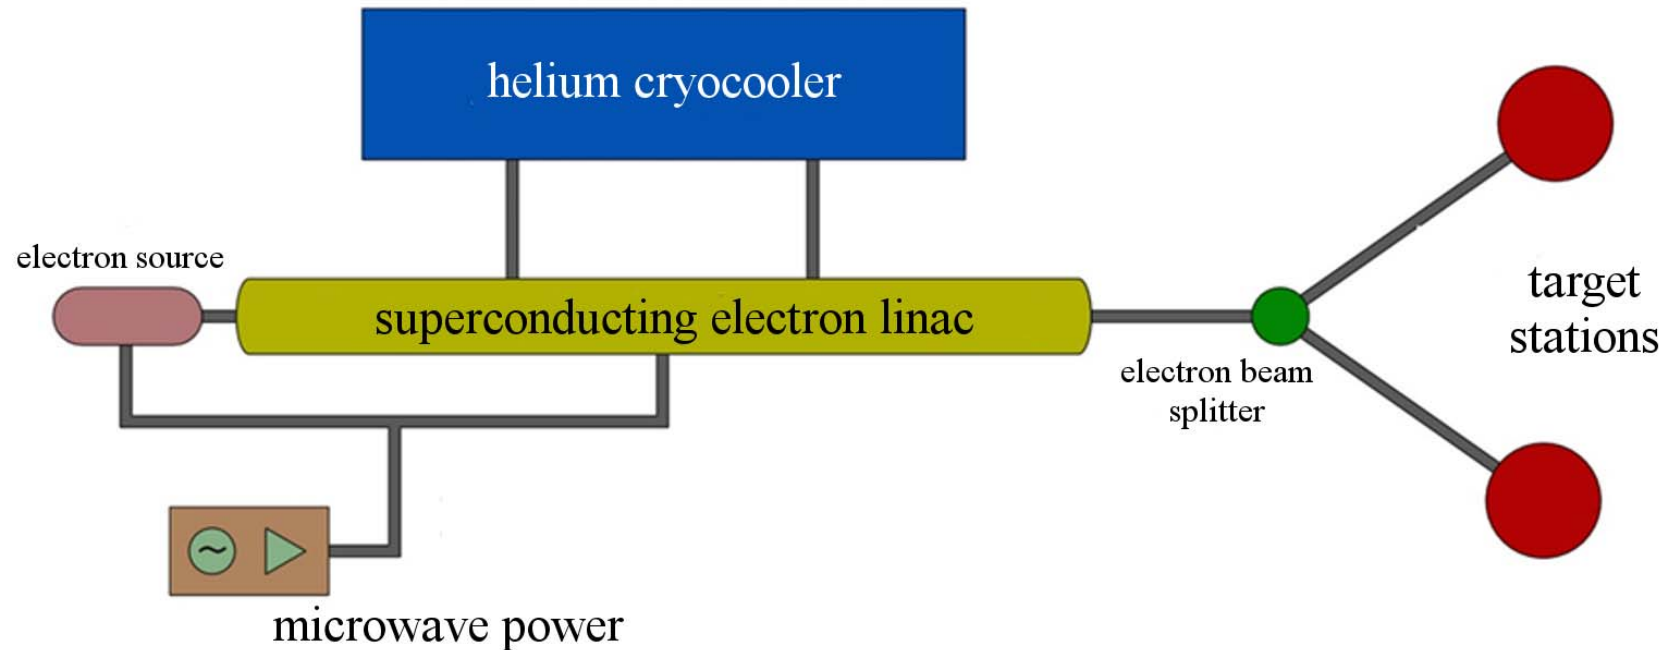 helium cryocooler
electron source
superconducting electron linac
target
stations
electron beam
splitter
~
microwave power